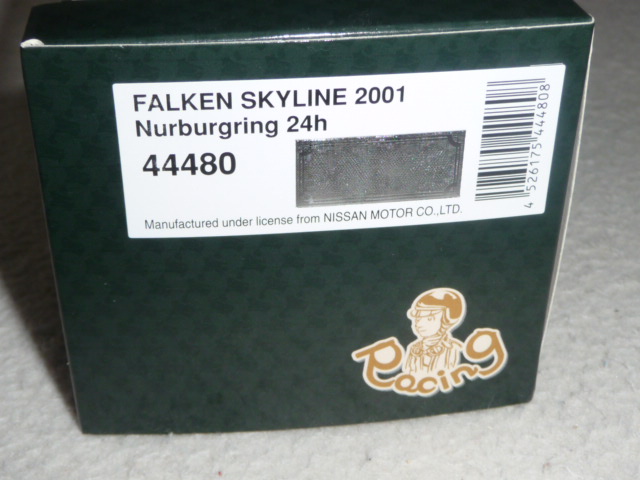 FALKEN SKYLINE 2001
Nurburgring 24h
44480
Manufactured under license from NISSAN MOTOR CO.,LTD.
4 526175 444808
Racing